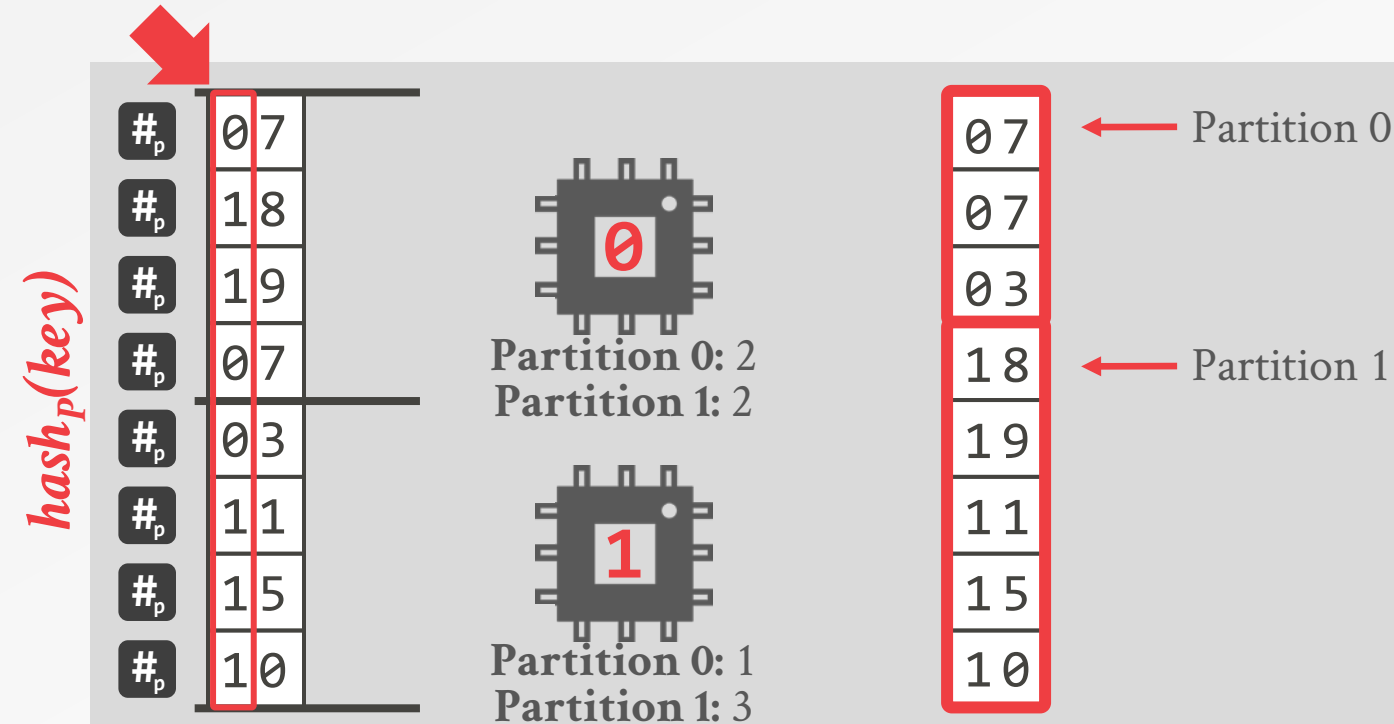 hashp(key)
#p 07
#p 18
#p 19
#p 07
#p 03
#p 11
#p 15
#p 10
0
Partition 0: 2
Partition 1: 2
1
Partition 0: 1
Partition 1: 3
07
07
03
18
19
11
15
10
Partition 0
Partition 1